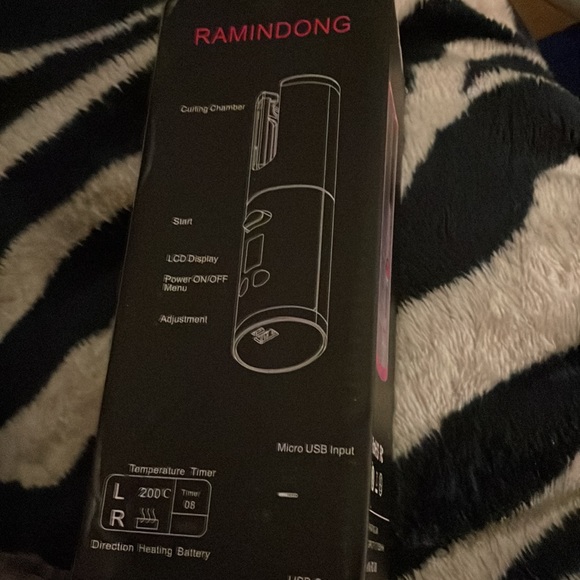 RAMINDONG
Curling Chamber
Start
LCD Display
Power ON/OFF
Menu
Adjustment
Micro USB Input
Temperature Timer
L 200℃ Time/
08
R
Direction Heating Battery